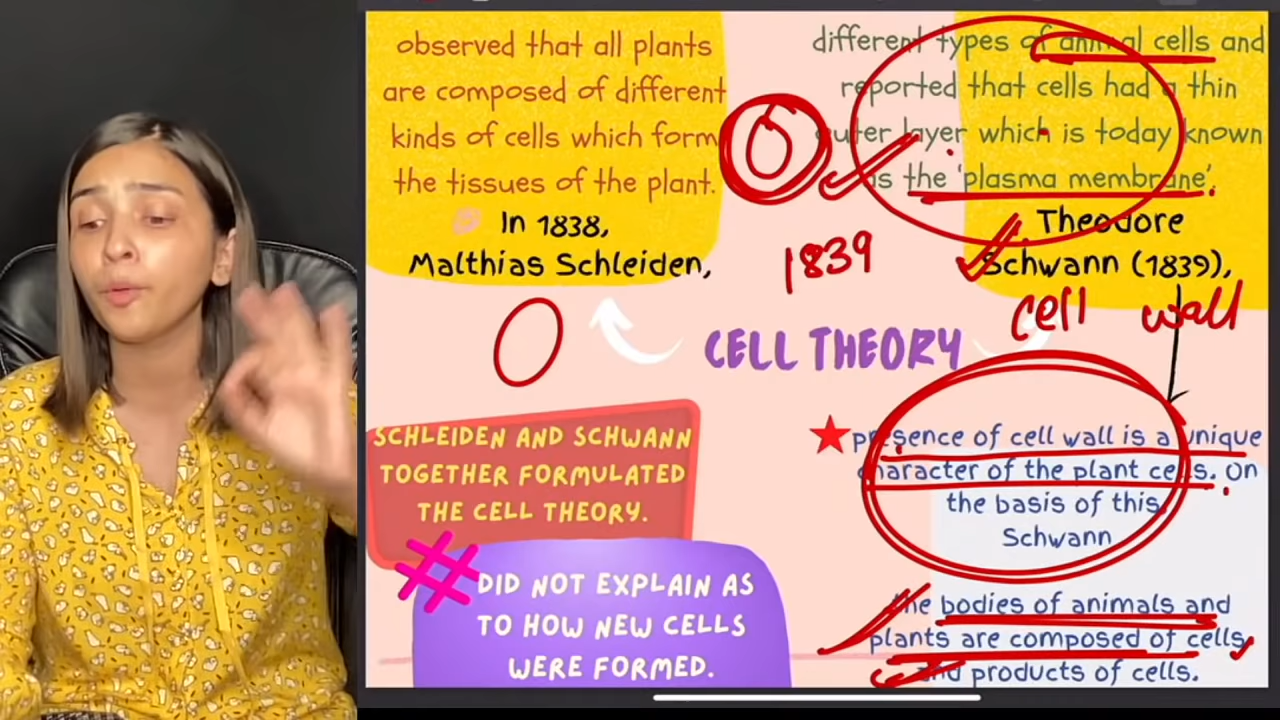 observed that all plants
are composed of different
kinds of cells which form
the tissues of the plant.
In 1838,
Malthias Schleiden,
different types of animal cells and
reported that cells had a thin
outer layer which is today known
as the 'plasma membrane'.
Theodore
Schwann (1839),
1839
cell wall
CELL THEORY
SCHLEIDEN AND SCHWANN
TOGETHER FORMULATED
THE CELL THEORY.
DID NOT EXPLAIN AS
TO HOW NEW CELLS
WERE FORMED.
presence of cell wall is a unique
character of the plant cells. On
the basis of this,
Schwann
the bodies of animals and
plants are composed of cells
and products of cells.